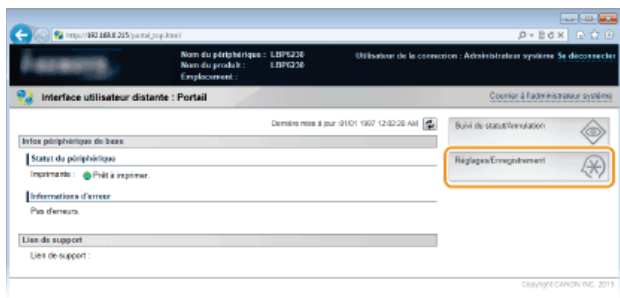 http://192.168.0.215/portal_top.html
Nom du périphérique : LBP6230
Nom du produit : LBP6230
Emplacement :
Utilisateur de la connexion : Administrateur système Se déconnecter
Interface utilisateur distante : Portail
Courrier à l'administrateur système
Dernière mise à jour :01/01 1997 12:02:20 AM
Infos périphérique de base
Statut du périphérique
Imprimante : Prêt à imprimer.
Informations d'erreur
Pas d'erreurs.
Lien de support
Lien de support :
Suivi de statut/Annulation
Réglages/Enregistrement
Copyright CANON INC. 2013